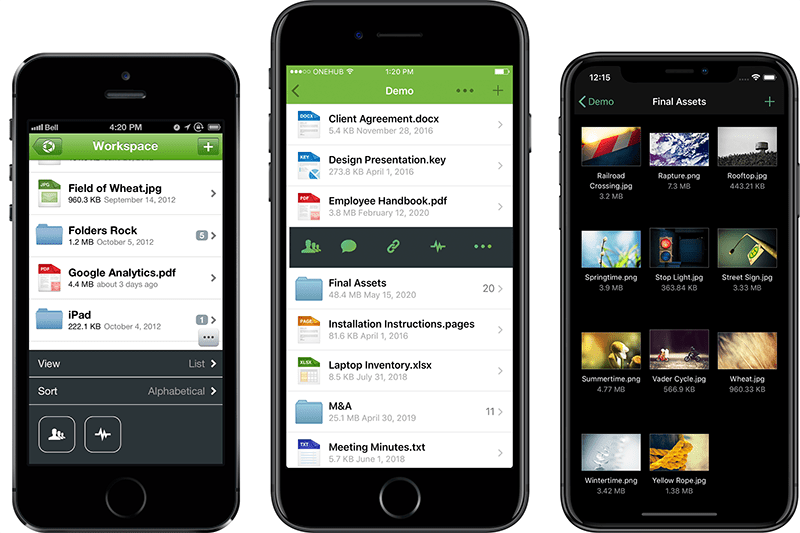 Bell 4:20 PM
Workspace
JPG
Field of Wheat.jpg
960.3 KB September 14, 2012
Folders Rock
1.2 MB October 5, 2012
5
PDF
Google Analytics.pdf
4.4 MB about 3 days ago
iPad
222.1 KB October 4, 2012
1
View List
Sort Alphabetical
ONEHUB 1:20 PM
Demo
DOCX
Client Agreement.docx
5.4 KB November 28, 2016
KEY
Design Presentation.key
273.8 KB April 1, 2016
PDF
Employee Handbook.pdf
3.8 MB February 12, 2020
Final Assets
48.4 MB May 15, 2020
20
PAGE
Installation Instructions.pages
81.6 KB April 1, 2016
XLSX
Laptop Inventory.xlsx
8.5 KB July 31, 2018
M&A
25.1 MB April 30, 2019
11
TXT
Meeting Minutes.txt
5.7 KB June 1, 2018
12:15
Demo Final Assets
Railroad Crossing.jpg
3.2 MB
Rapture.png
7.3 MB
Rooftop.jpg
443.21 KB
Springtime.png
3.9 MB
Stop Light.jpg
363.84 KB
Street Sign.jpg
3.33 MB
Summertime.png
4.77 MB
Vader Cycle.jpg
566.9 KB
Wheat.jpg
960.33 KB
Wintertime.png
3.42 MB
Yellow Rope.jpg
1.38 MB